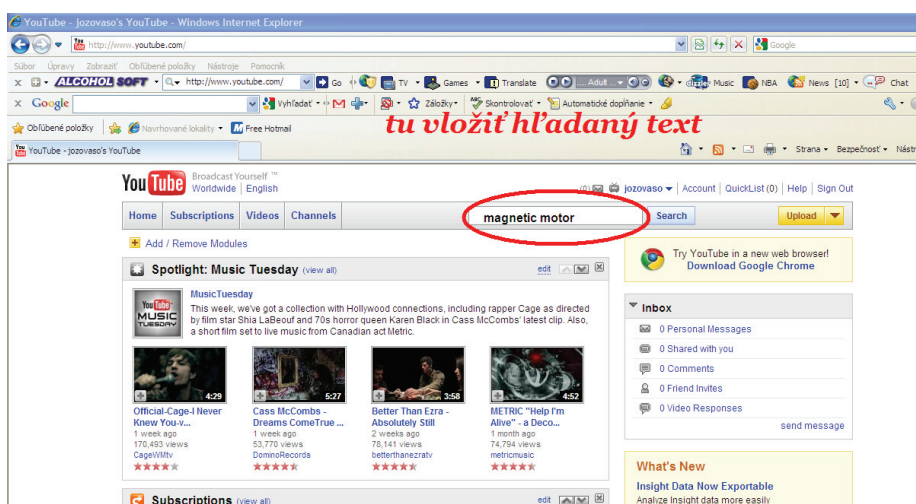 YouTube - jozovaso's YouTube - Windows Internet Explorer
http://www.youtube.com/
Google
Súbor Úpravy Zobraziť Obľúbené položky Nástroje Pomocník
x ALCOHOL SOFT http://www.youtube.com/ Go TV Games Translate Adult Music NBA News [10] Chat
x Google Vyhľadať Záložky Skontrolovať Automatické dopĺňanie
Obľúbené položky Navrhované lokality Free Hotmail
tu vložiť hľadaný text
YouTube - jozovaso's YouTube
Strana Bezpečnosť Nást
YouTube Broadcast Yourself ™
Worldwide | English
(0) jozovaso | Account | QuickList (0) | Help | Sign Out
Home Subscriptions Videos Channels magnetic motor Search Upload
Add / Remove Modules
Try YouTube in a new web browser!
Download Google Chrome
Spotlight: Music Tuesday (view all) edit
YouTube MUSIC TUESDAY
MusicTuesday
This week, we've got a collection with Hollywood connections, including rapper Cage as directed
by film star Shia LaBeouf and 70s horror queen Karen Black in Cass McCombs' latest clip. Also,
a short film set to live music from Canadian act Metric.
4:29 5:27 3:58 4:52
Official-Cage-I Never
Knew You-v...
1 week ago
170,493 views
CageWMtv
Cass McCombs -
Dreams ComeTrue ...
1 week ago
53,770 views
DominoRecords
Better Than Ezra -
Absolutely Still
2 weeks ago
78,141 views
betterthanezratv
METRIC "Help I'm
Alive" - a Deco...
1 month ago
74,794 views
metricmusic
Inbox
0 Personal Messages
0 Shared with you
0 Comments
0 Friend Invites
0 Video Responses
send message
What's New
Insight Data Now Exportable
Analyze Insight data more easily
Subscriptions (view all) edit